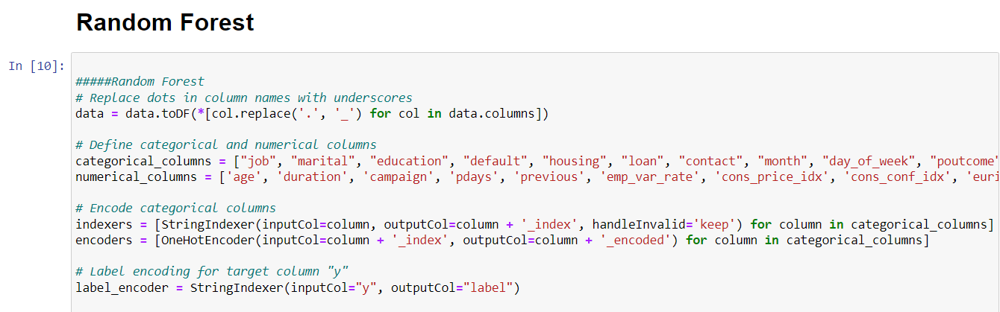 Random Forest
In [10]:
#####Random Forest
# Replace dots in column names with underscores
data = data.toDF(*[col.replace('.', '_') for col in data.columns])
# Define categorical and numerical columns
categorical_columns = ["job", "marital", "education", "default", "housing", "loan", "contact", "month", "day_of_week", "poutcome"
numerical_columns = ['age', 'duration', 'campaign', 'pdays', 'previous', 'emp_var_rate', 'cons_price_idx', 'cons_conf_idx', 'euri
# Encode categorical columns
indexers = [StringIndexer(inputCol=column, outputCol=column + '_index', handleInvalid='keep') for column in categorical_columns]
encoders = [OneHotEncoder(inputCol=column + '_index', outputCol=column + '_encoded') for column in categorical_columns]
# Label encoding for target column "y"
label_encoder = StringIndexer(inputCol="y", outputCol="label")